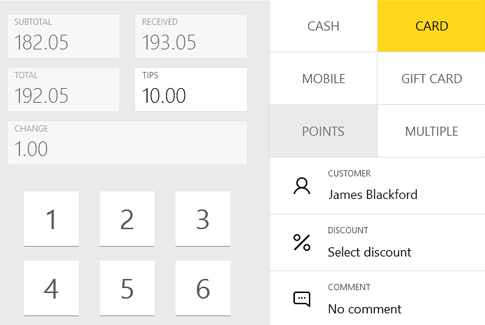 SUBTOTAL
182.05
RECEIVED
193.05
TOTAL
192.05
TIPS
10.00
CHANGE
1.00
1 2 3
4 5 6
CASH
CARD
MOBILE
GIFT CARD
POINTS
MULTIPLE
CUSTOMER
James Blackford
DISCOUNT
Select discount
COMMENT
No comment